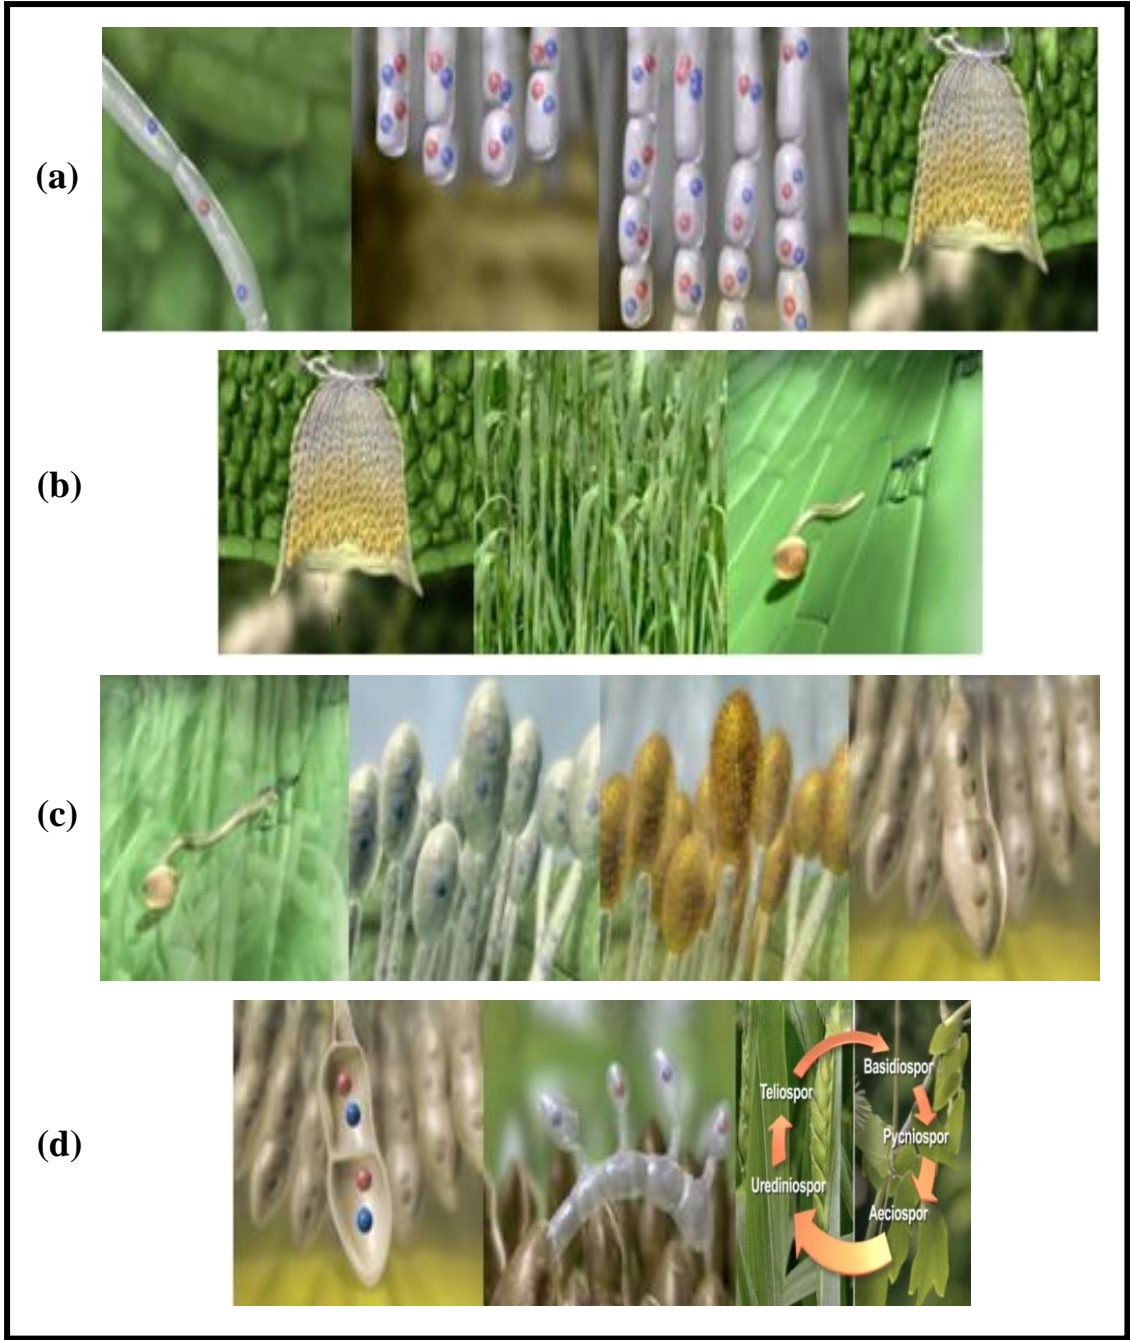 (a)
(b)
(c)
(d)
Basidiospor
Teliospor
Pycniospor
Urediniospor
Aeciospor